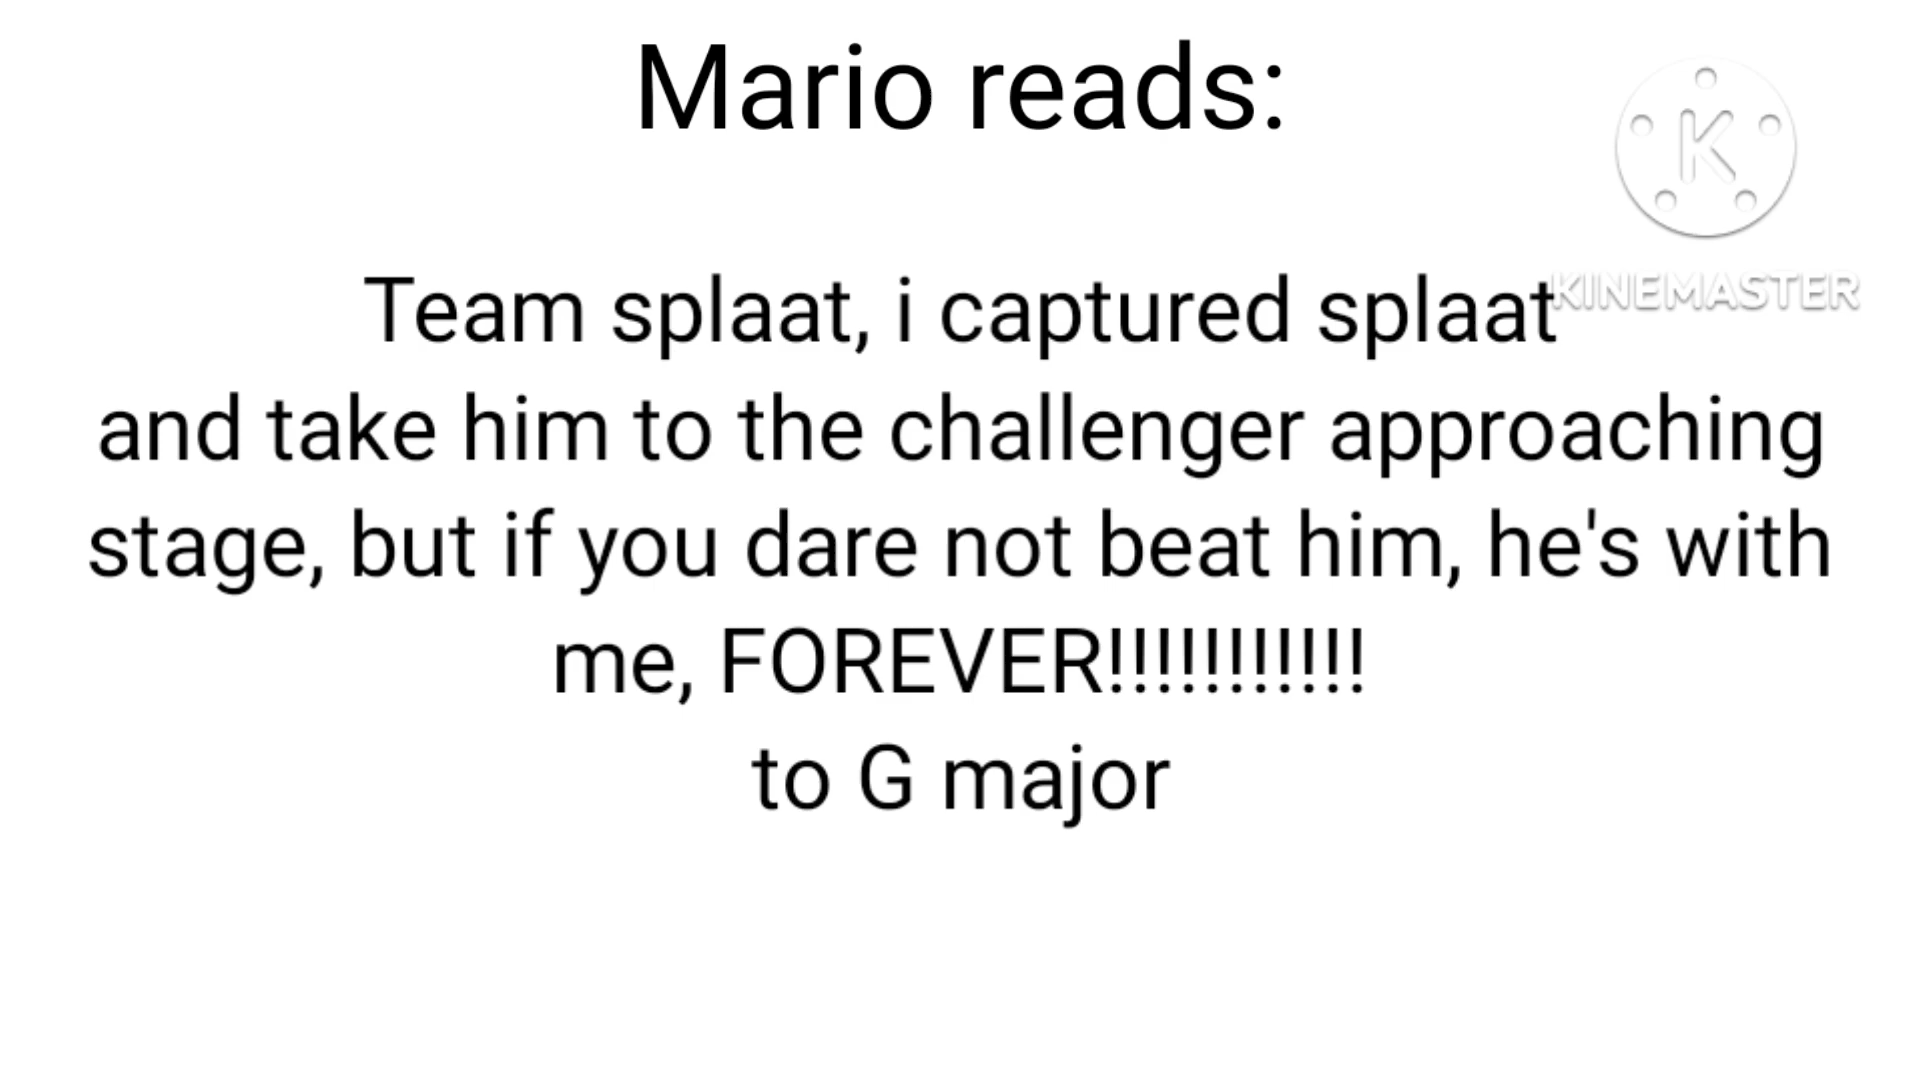 Mario reads:
K
KINEMASTER
Team splaat, i captured splaat
and take him to the challenger approaching
stage, but if you dare not beat him, he's with
me, FOREVER!!!!!!!!!!!
to G major